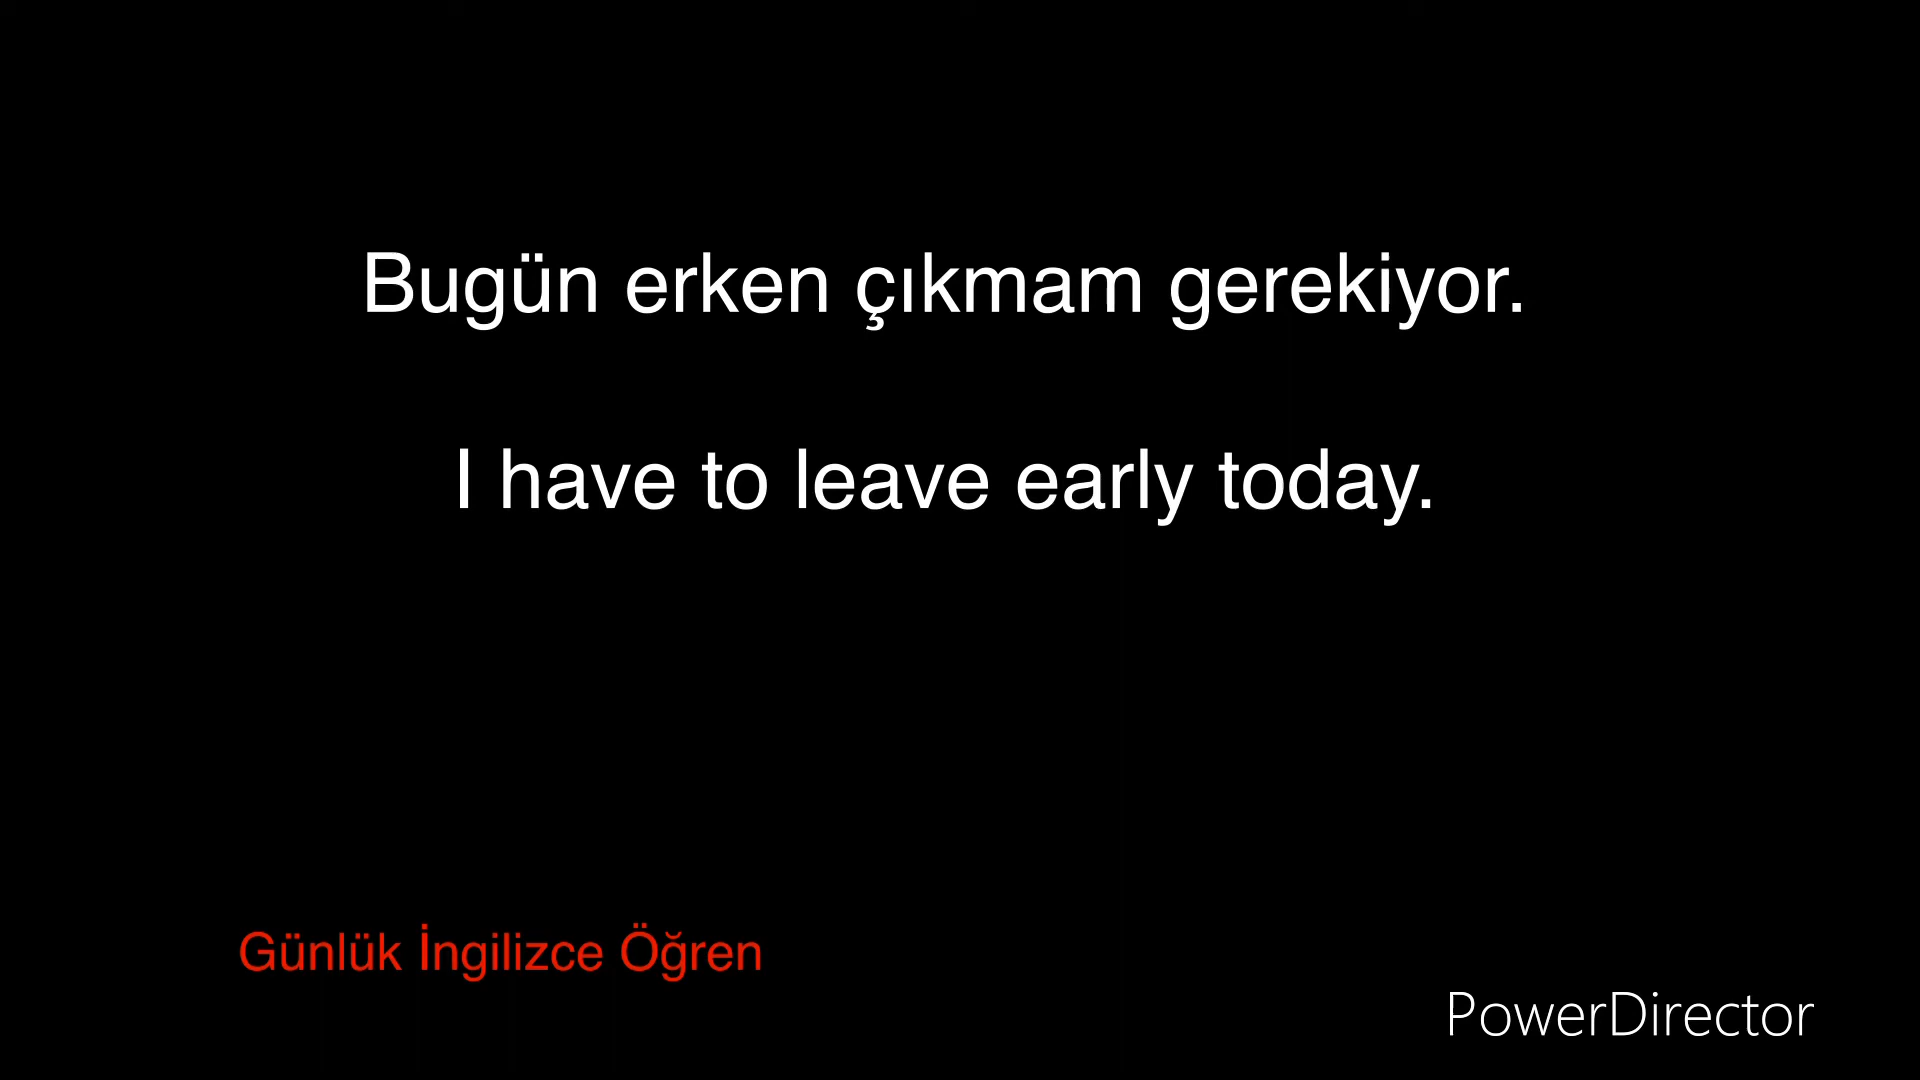 Bugün erken çıkmam gerekiyor.
I have to leave early today.
Günlük İngilizce Öğren
PowerDirector